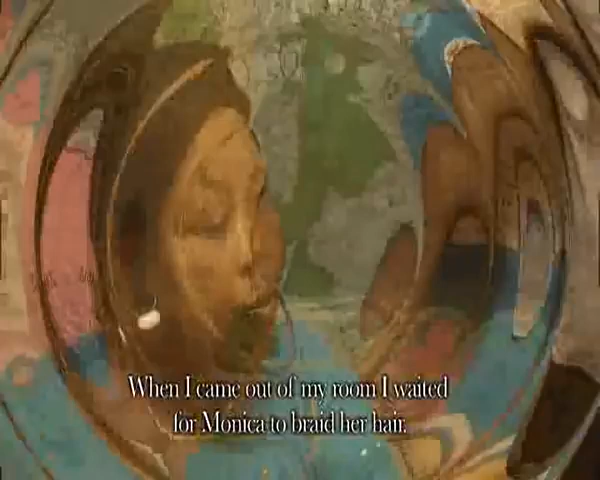 When I came out of my room I waited
for Monica to braid her hair.